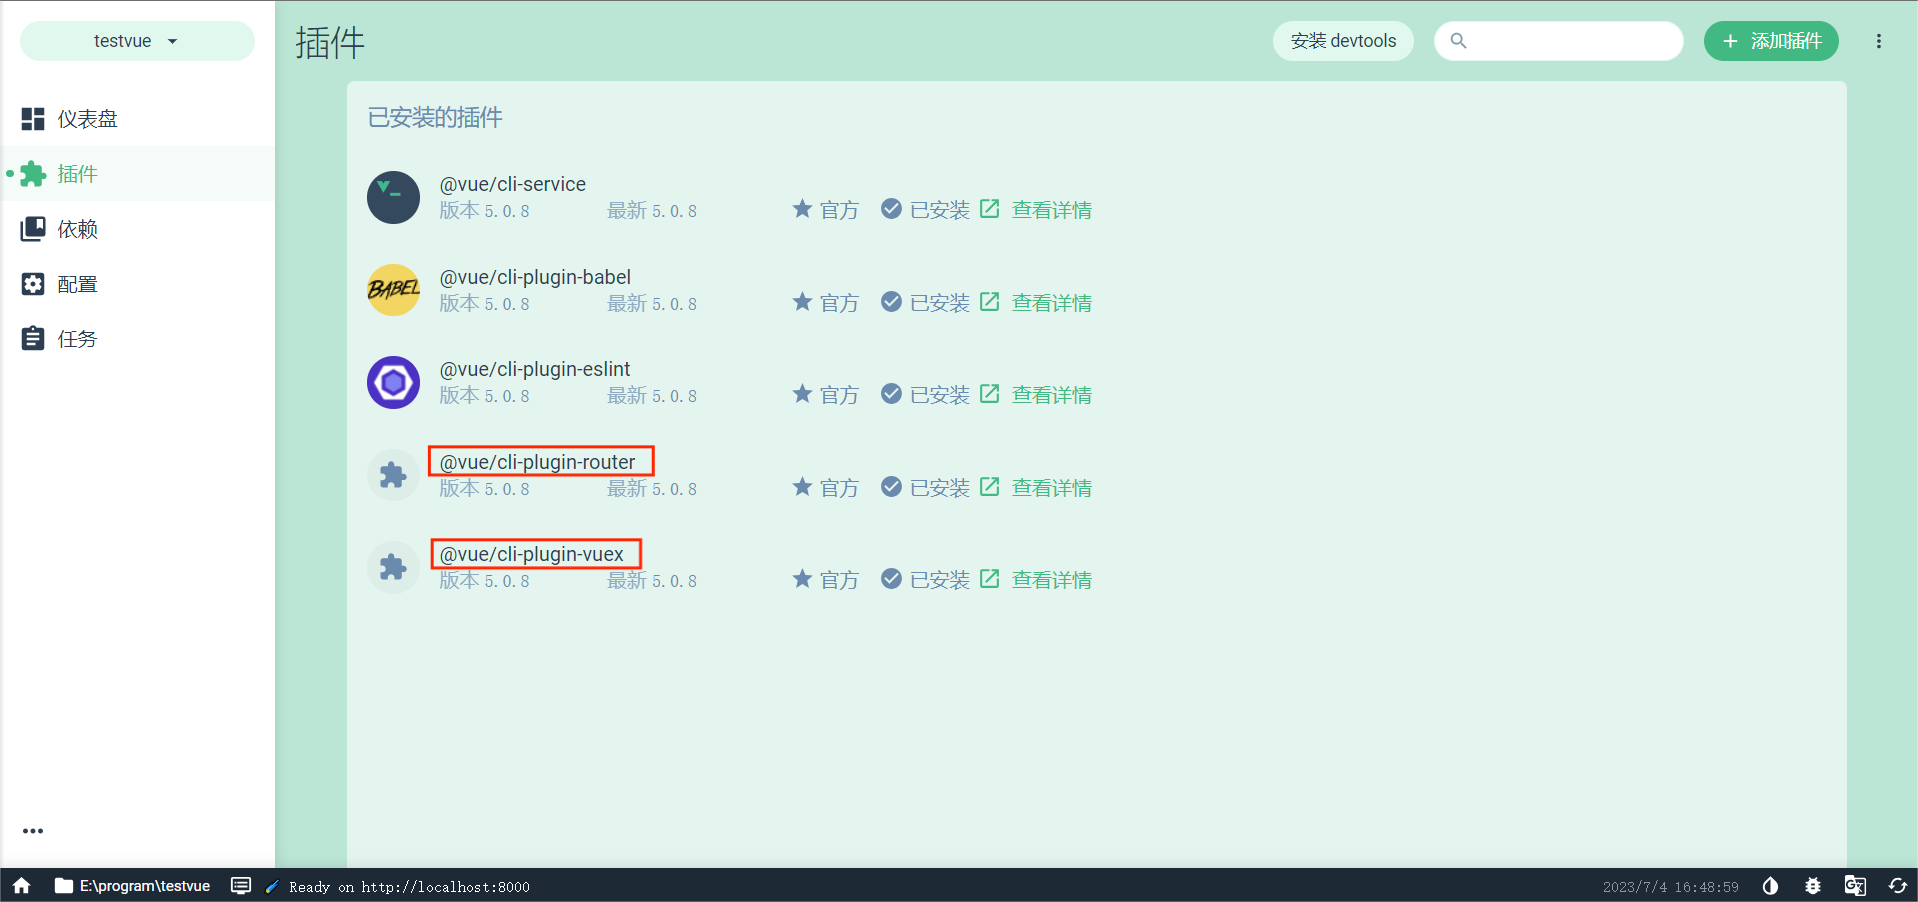 testvue
仪表盘
插件
依赖
配置
任务
插件
安装 devtools
添加插件
已安装的插件
@vue/cli-service
版本 5.0.8 最新 5.0.8 官方 已安装 查看详情
BABEL
@vue/cli-plugin-babel
版本 5.0.8 最新 5.0.8 官方 已安装 查看详情
@vue/cli-plugin-eslint
版本 5.0.8 最新 5.0.8 官方 已安装 查看详情
@vue/cli-plugin-router
版本 5.0.8 最新 5.0.8 官方 已安装 查看详情
@vue/cli-plugin-vuex
版本 5.0.8 最新 5.0.8 官方 已安装 查看详情
E:\program\testvue Ready on http://localhost:8000 2023/7/4 16:48:59